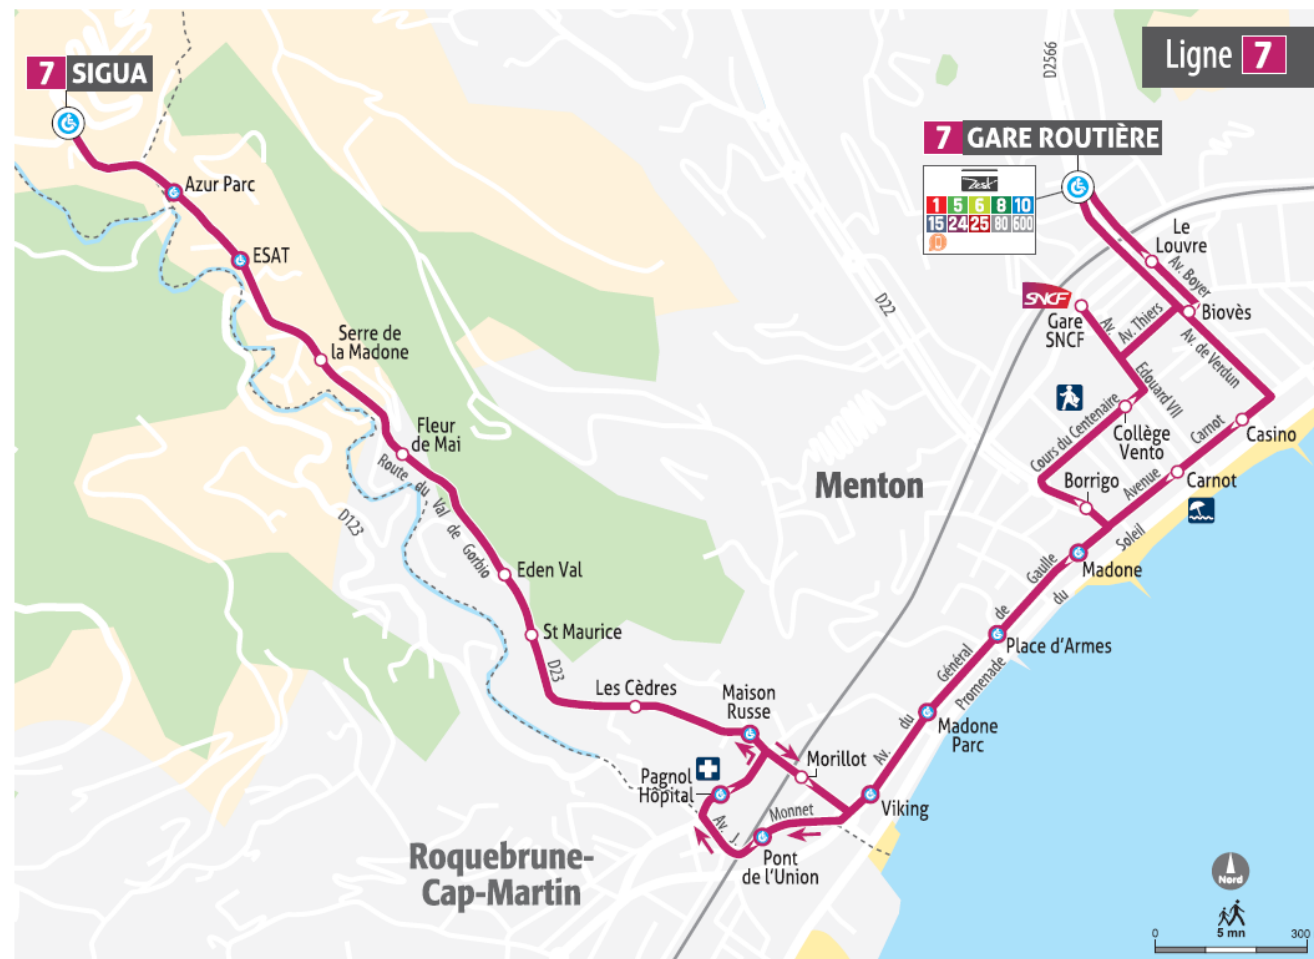 Ligne 7
7 SIGUA
D2566
7 GARE ROUTIÈRE
Zest
1 5 6 8 10
15 24 25 80 600
Azur Parc
ESAT
Le
Louvre
Av. Boyer
Biovès
SNCF
Gare
SNCF
Av. Thiers
Av. Edouard VII
Av. de Verdun
D22
Serre de
la Madone
Fleur
de Mai
Cours du Centenaire
Collège
Vento
Casino
Avenue Carnot
Carnot
Borrigo
Menton
Route du Val de Gorbio
D123
Eden Val
Madone
St Maurice
Place d'Armes
D23
Les Cèdres
Maison
Russe
Av. du Général de Gaulle
Promenade du Soleil
Madone
Parc
Morillot
Pagnol
Hôpital
Viking
Av. J. Monnet
Pont
de l'Union
Roquebrune-
Cap-Martin
Nord
5 mn
0 300